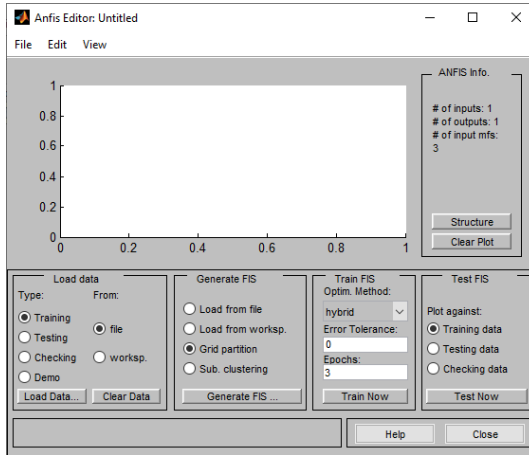 Anfis Editor: Untitled
File Edit View
ANFIS Info.
# of inputs: 1
# of outputs: 1
# of input mfs:
3
Structure
Clear Plot
1
0.8
0.6
0.4
0.2
0
0 0.2 0.4 0.6 0.8 1
Load data
Type: From:
Training
file
Testing
Checking
worksp.
Demo
Load Data... Clear Data
Generate FIS
Load from file
Load from worksp.
Grid partition
Sub. clustering
Generate FIS ...
Train FIS
Optim. Method:
hybrid
Error Tolerance:
0
Epochs:
3
Train Now
Test FIS
Plot against:
Training data
Testing data
Checking data
Test Now
Help Close